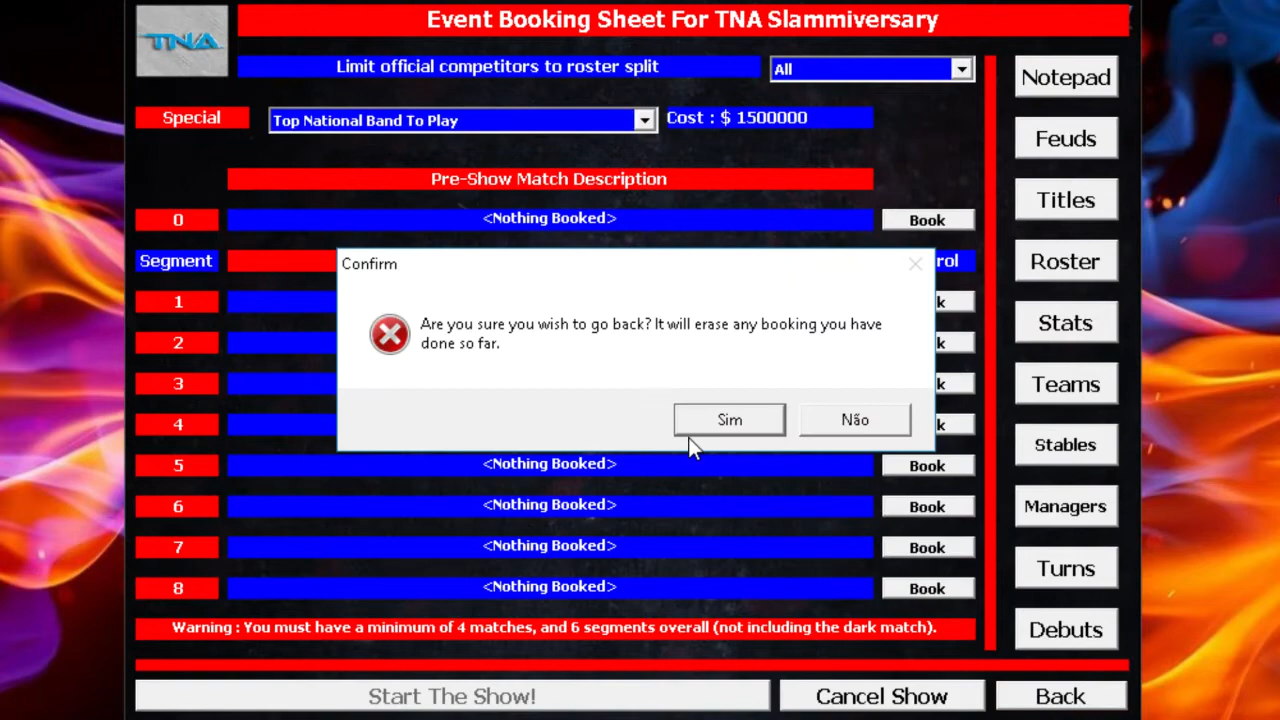 TNA
Event Booking Sheet For TNA Slammiversary
Limit official competitors to roster split
All
Special
Top National Band To Play
Cost : $ 1500000
Pre-Show Match Description
0
<Nothing Booked>
Book
Segment
rol
Confirm
Are you sure you wish to go back? It will erase any booking you have
done so far.
Sim
Não
1
k
2
k
3
k
4
k
5
<Nothing Booked>
Book
6
<Nothing Booked>
Book
7
<Nothing Booked>
Book
8
<Nothing Booked>
Book
Warning : You must have a minimum of 4 matches, and 6 segments overall (not including the dark match).
Start The Show!
Cancel Show
Back
Notepad
Feuds
Titles
Roster
Stats
Teams
Stables
Managers
Turns
Debuts